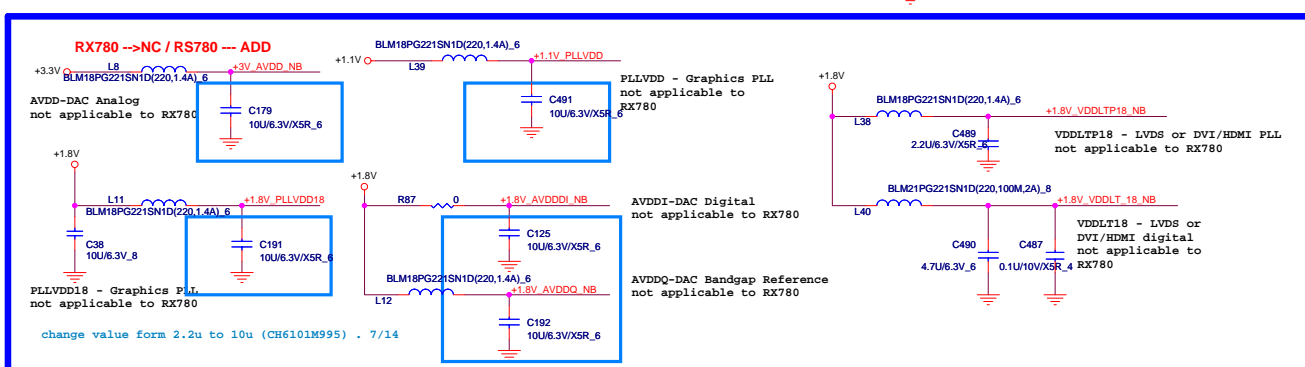 RX780 -->NC / RS780 --- ADD
L8
+3.3V
+3V_AVDD_NB
BLM18PG221SN1D(220,1.4A)_6
AVDD-DAC Analog
not applicable to RX780
C179
10U/6.3V/X5R_6
BLM18PG221SN1D(220,1.4A)_6
+1.1V
L39
+1.1V_PLLVDD
C491
10U/6.3V/X5R_6
PLLVDD - Graphics PLL
not applicable to
RX780
+1.8V
L11
+1.8V_PLLVDD18
BLM18PG221SN1D(220,1.4A)_6
C38
10U/6.3V_8
C191
10U/6.3V/X5R_6
PLLVDD18 - Graphics PLL
not applicable to RX780
change value form 2.2u to 10u (CH6101M995) . 7/14
+1.8V
R87
0
+1.8V_AVDDDI_NB
AVDDI-DAC Digital
not applicable to RX780
C125
10U/6.3V/X5R_6
BLM18PG221SN1D(220,1.4A)_6
L12
+1.8V_AVDDQ_NB
AVDDQ-DAC Bandgap Reference
not applicable to RX780
C192
10U/6.3V/X5R_6
+1.8V
BLM18PG221SN1D(220,1.4A)_6
L38
+1.8V_VDDLTP18_NB
C489
2.2U/6.3V/X5R_6
VDDLTP18 - LVDS or DVI/HDMI PLL
not applicable to RX780
BLM21PG221SN1D(220,100M,2A)_8
L40
+1.8V_VDDLT_18_NB
C490
4.7U/6.3V_6
C487
0.1U/10V/X5R_4
VDDLT18 - LVDS or
DVI/HDMI digital
not applicable to
RX780